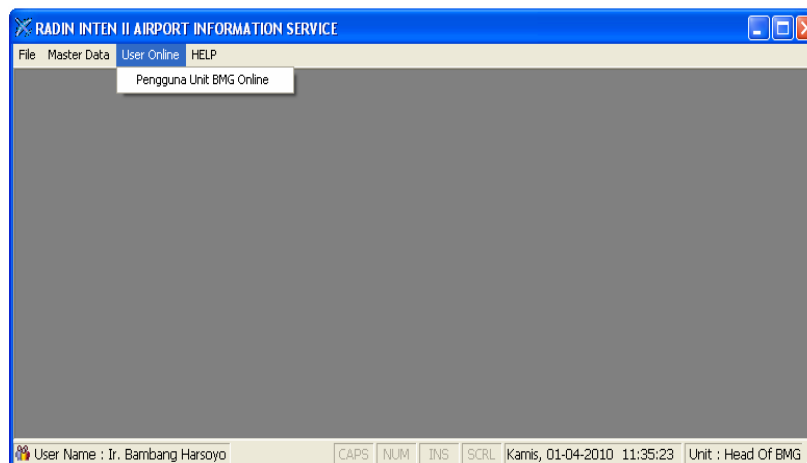 RADIN INTEN II AIRPORT INFORMATION SERVICE
File Master Data User Online HELP
Pengguna Unit BMG Online
User Name : Ir. Bambang Harsoyo CAPS NUM INS SCRL Kamis, 01-04-2010 11:35:23 Unit : Head Of BMG